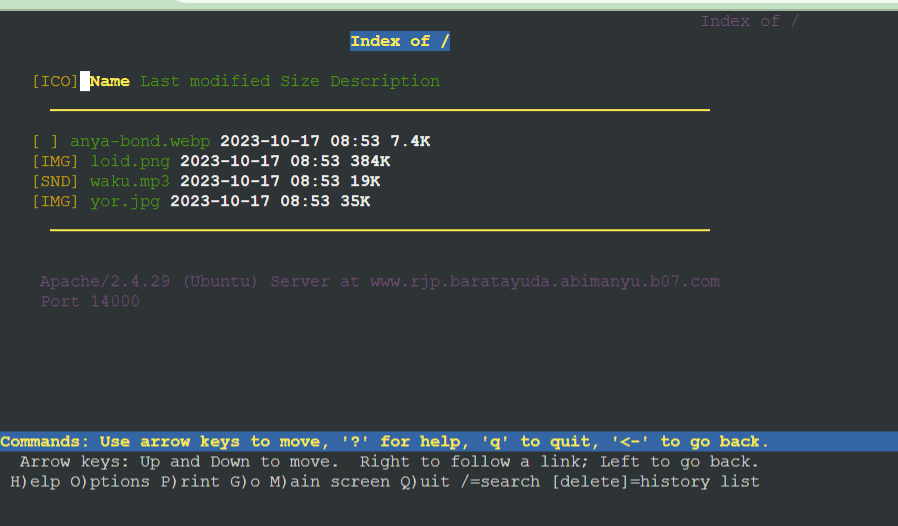 Index of /
Index of /
[ICO] Name Last modified Size Description
[ ] anya-bond.webp 2023-10-17 08:53 7.4K
[IMG] loid.png 2023-10-17 08:53 384K
[SND] waku.mp3 2023-10-17 08:53 19K
[IMG] yor.jpg 2023-10-17 08:53 35K
Apache/2.4.29 (Ubuntu) Server at www.rjp.baratayuda.abimanyu.b07.com
Port 14000
Commands: Use arrow keys to move, '?' for help, 'q' to quit, '<-' to go back.
Arrow keys: Up and Down to move.  Right to follow a link; Left to go back.
H)elp O)ptions P)rint G)o M)ain screen Q)uit /=search [delete]=history list